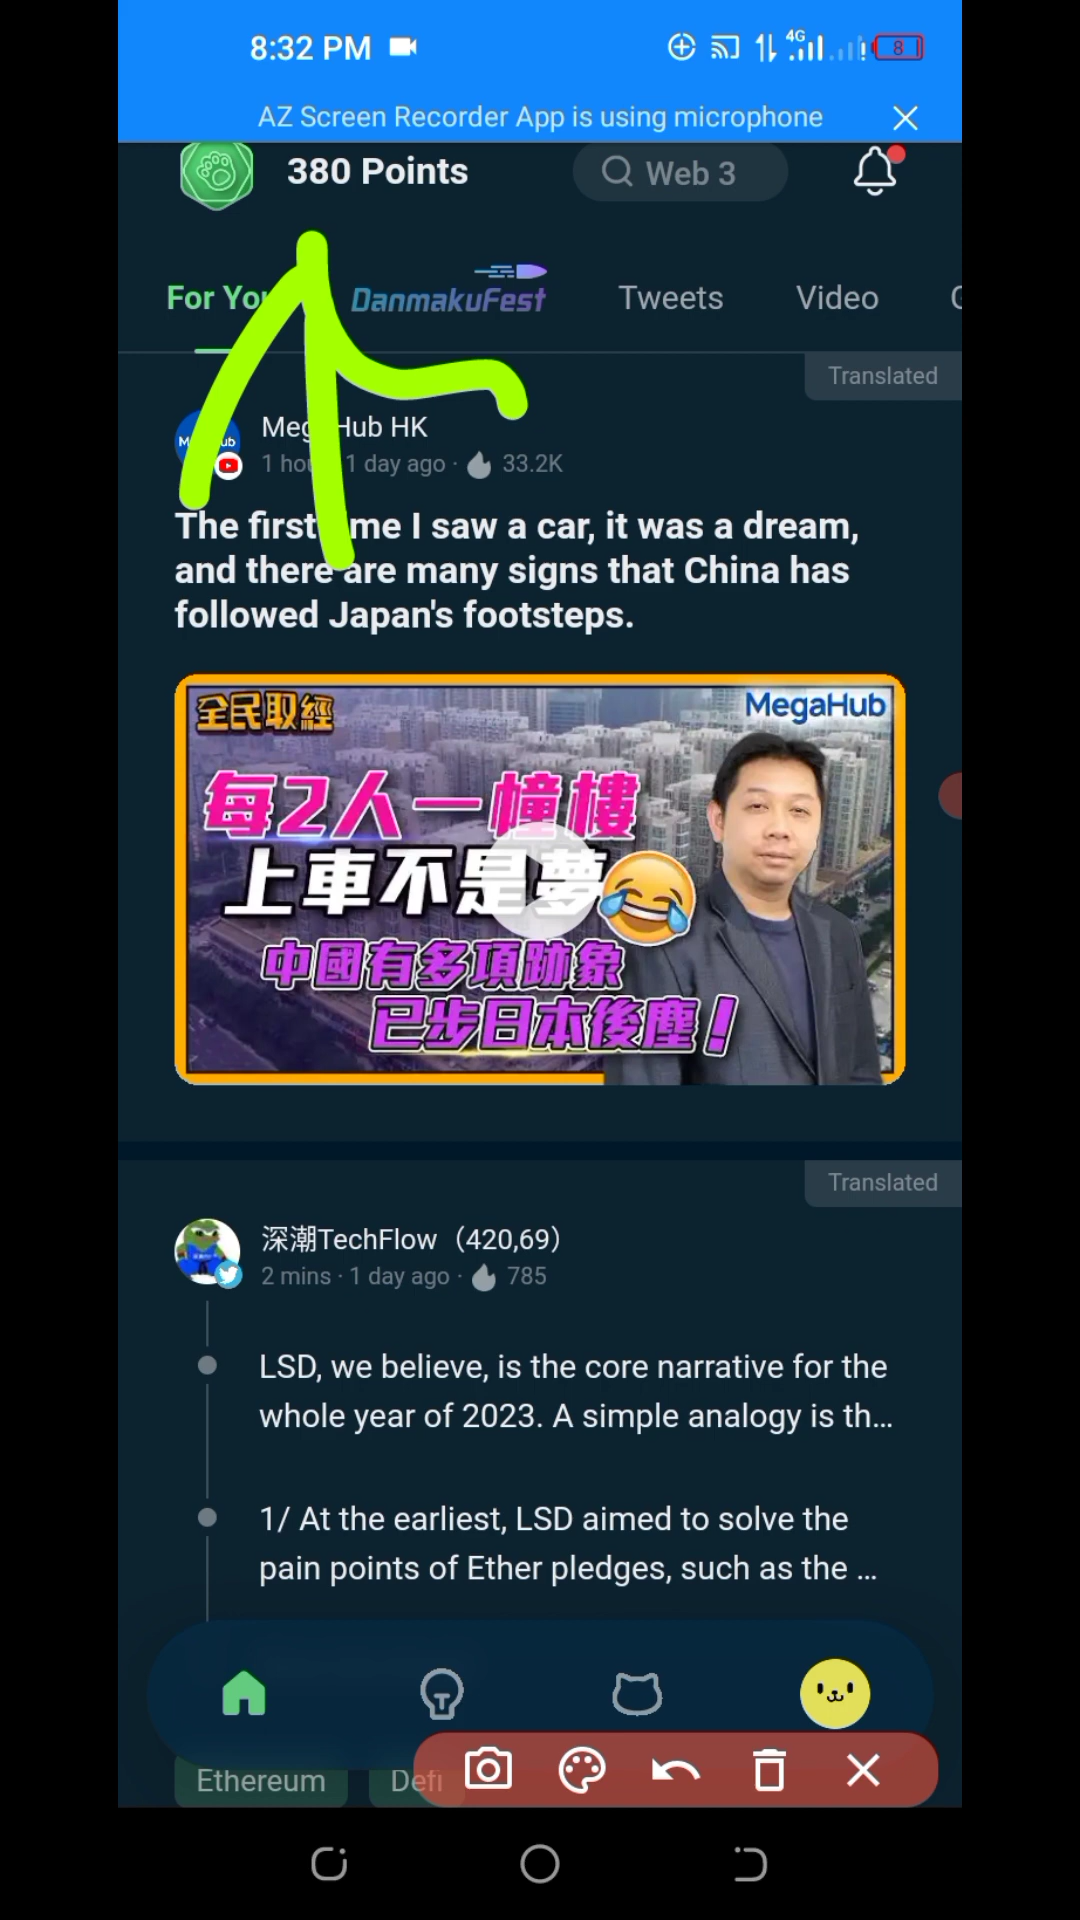 8:32 PM
4G
8
AZ Screen Recorder App is using microphone
380 Points
Web 3
For You
DanmakuFest
Tweets
Video
Translated
MegaHub HK
1 hour 1 day ago · 33.2K
The first time I saw a car, it was a dream,
and there are many signs that China has
followed Japan's footsteps.
全民取經
MegaHub
每2人一幢樓
上車不是夢
中國有多項跡象
已步日本後塵！
Translated
深潮TechFlow（420,69）
2 mins · 1 day ago · 785
LSD, we believe, is the core narrative for the
whole year of 2023. A simple analogy is th...
1/ At the earliest, LSD aimed to solve the
pain points of Ether pledges, such as the ...
Ethereum
Defi